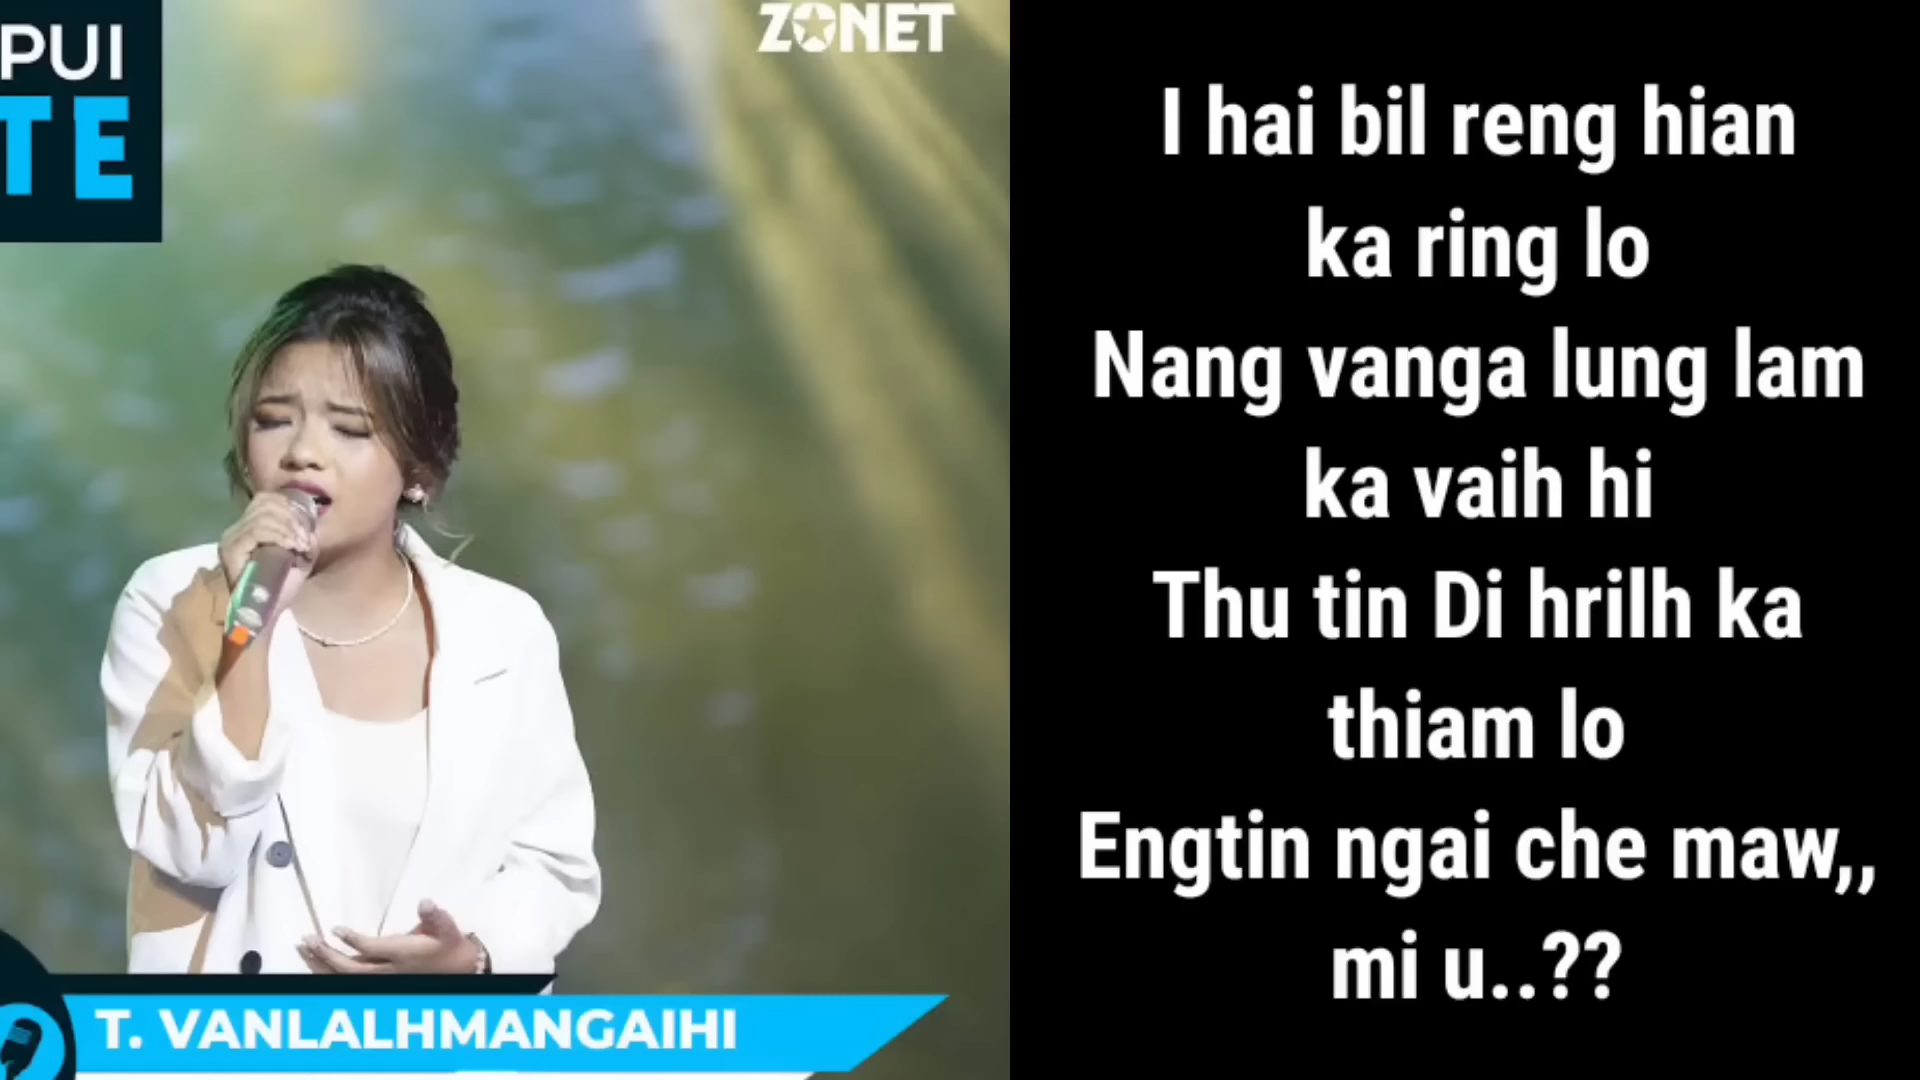 PUI
TE
ZONET
T. VANLALHMANGAIHI
I hai bil reng hian
ka ring lo
Nang vanga lung lam
ka vaih hi
Thu tin Di hrilh ka
thiam lo
Engtin ngai che maw,,
mi u..??